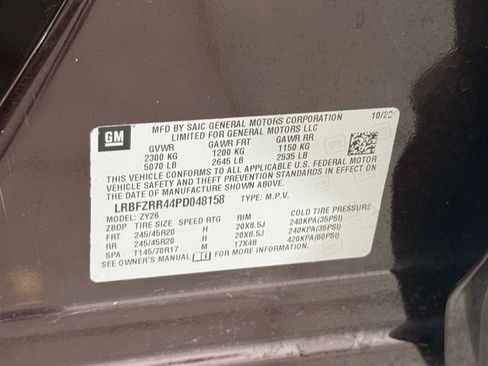 GM
MFD BY SAIC GENERAL MOTORS CORPORATION 10/22
LIMITED FOR GENERAL MOTORS LLC
GVWR GAWR FRT GAWR RR
2300 KG 1200 KG 1150 KG
5070 LB 2645 LB 2535 LB
THIS VEHICLE CONFORMS TO ALL APPLICABLE U.S. FEDERAL
MOTOR VEHICLE SAFETY AND THEFT PREVENTION STANDARDS
IN EFFECT ON THE DATE OF MANUFACTURE SHOWN ABOVE.
LRBFZRR44PD048158 TYPE: M.P.V.
MODEL: ZY26
ZBDP TIRE SIZE SPEED RTG RIM COLD TIRE PRESSURE
FRT 245/45R20 H 20X8.5J 240KPA(35PSI)
RR 245/45R20 H 20X8.5J 240KPA(35PSI)
SPA T145/70R17 M 17X4B 420KPA(60PSI)
SEE OWNER'S MANUAL FOR MORE INFORMATION.